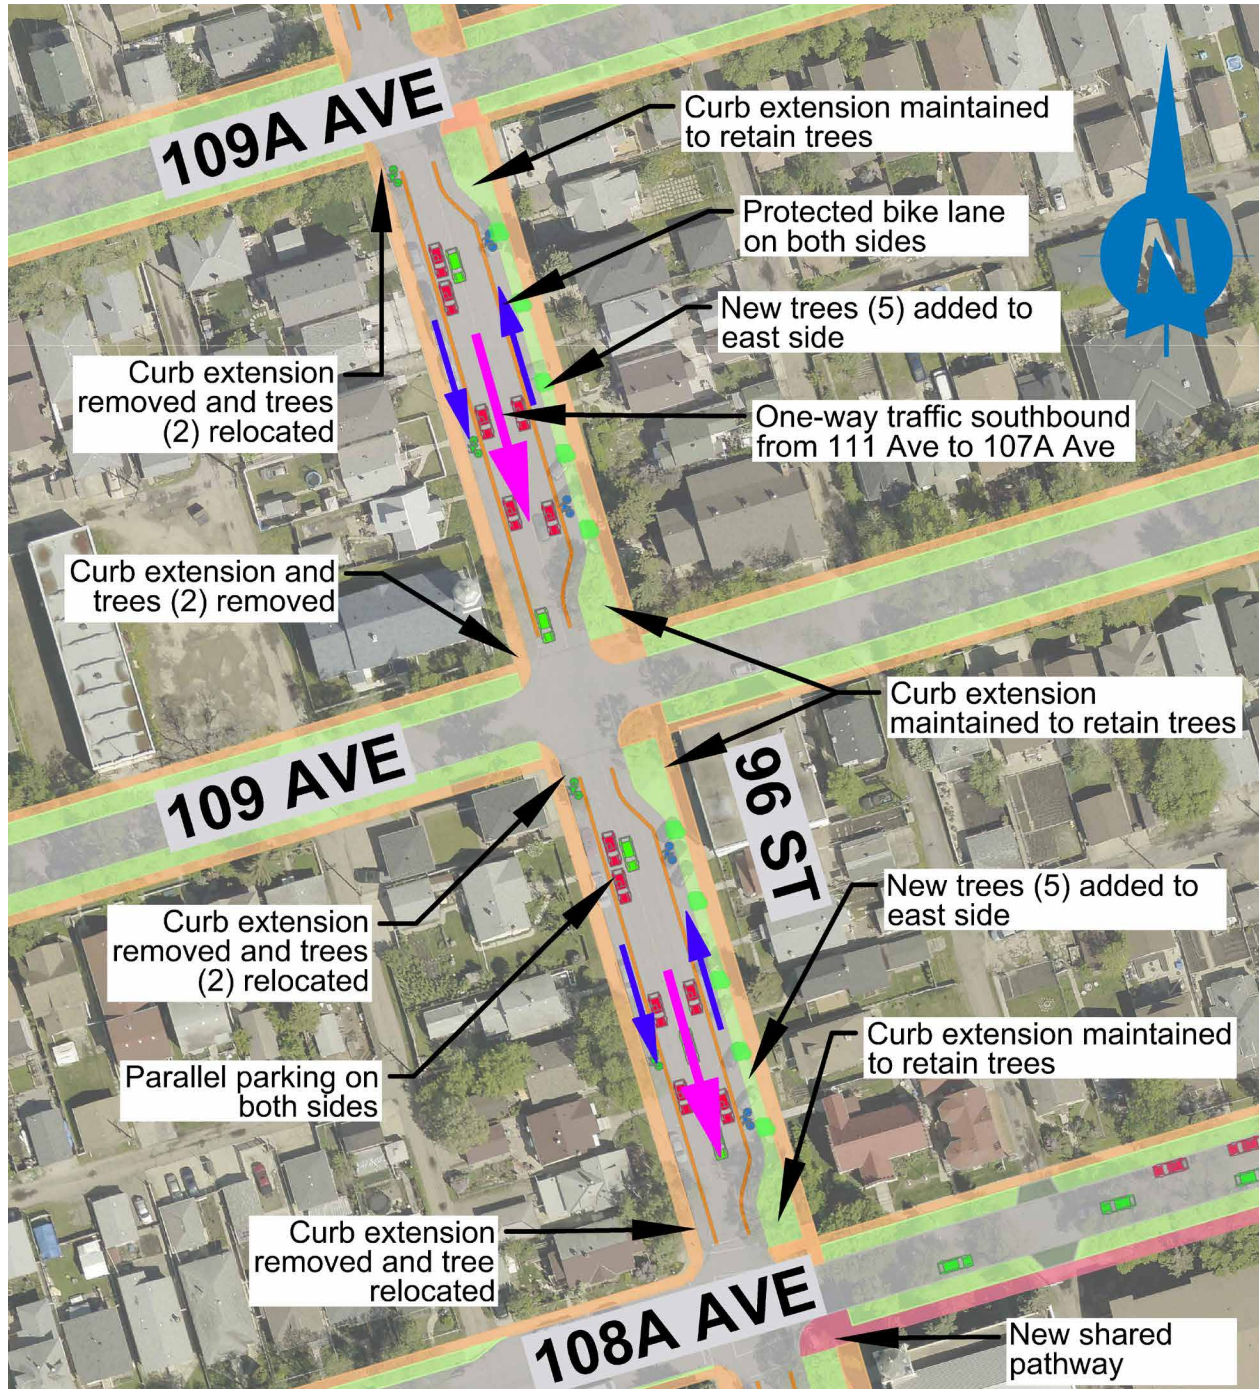 109A AVE
Curb extension maintained
to retain trees
N
Protected bike lane
on both sides
New trees (5) added to
east side
Curb extension
removed and trees
(2) relocated
One-way traffic southbound
from 111 Ave to 107A Ave
Curb extension and
trees (2) removed
Curb extension
maintained to retain trees
109 AVE
96 ST
New trees (5) added to
east side
Curb extension
removed and trees
(2) relocated
Curb extension maintained
to retain trees
Parallel parking on
both sides
Curb extension
removed and tree
relocated
108A AVE
New shared
pathway